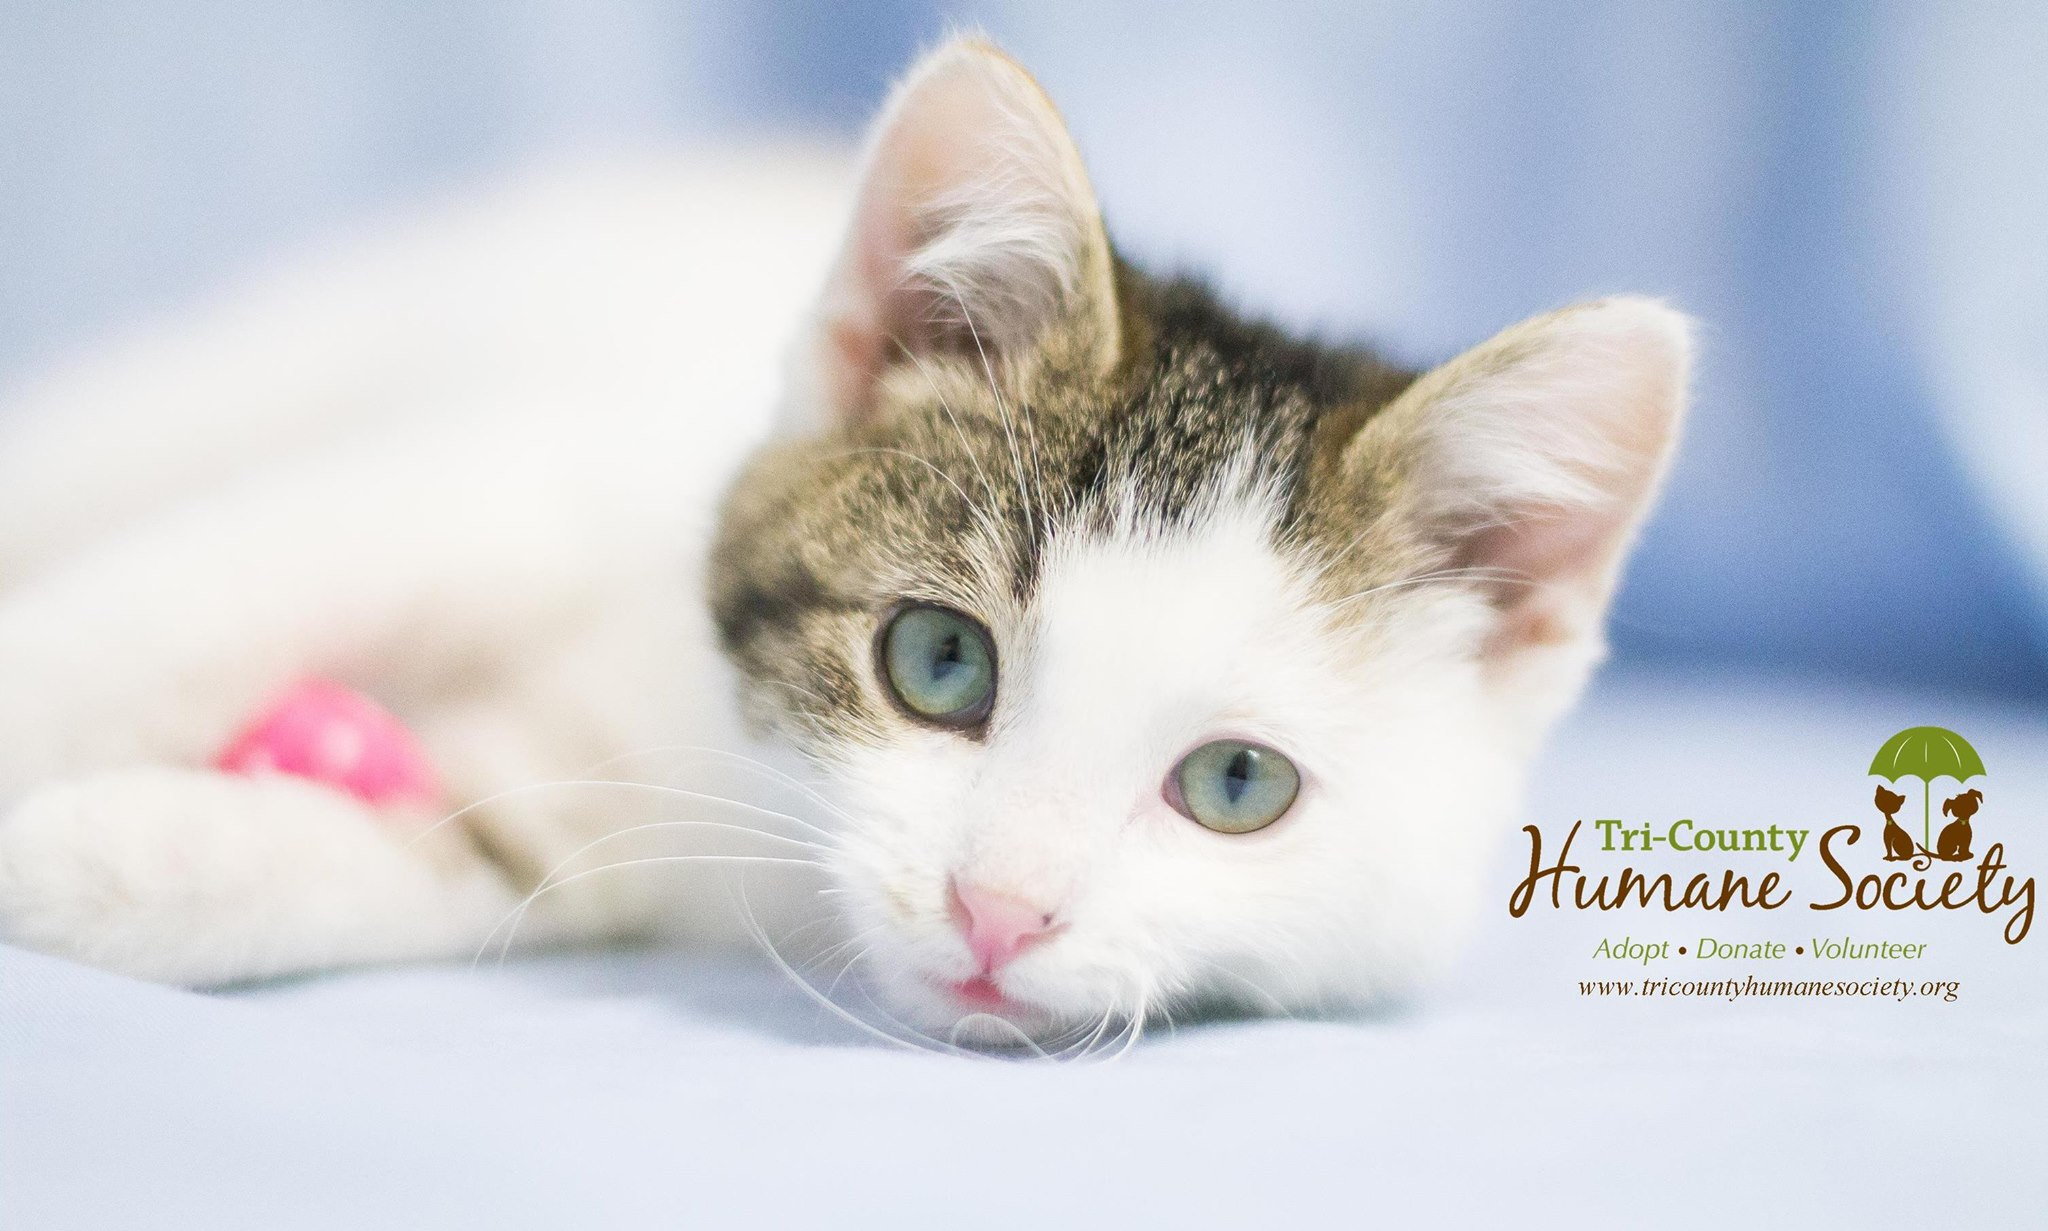 Tri-County
Humane Society
Adopt • Donate • Volunteer
www.tricountyhumanesociety.org